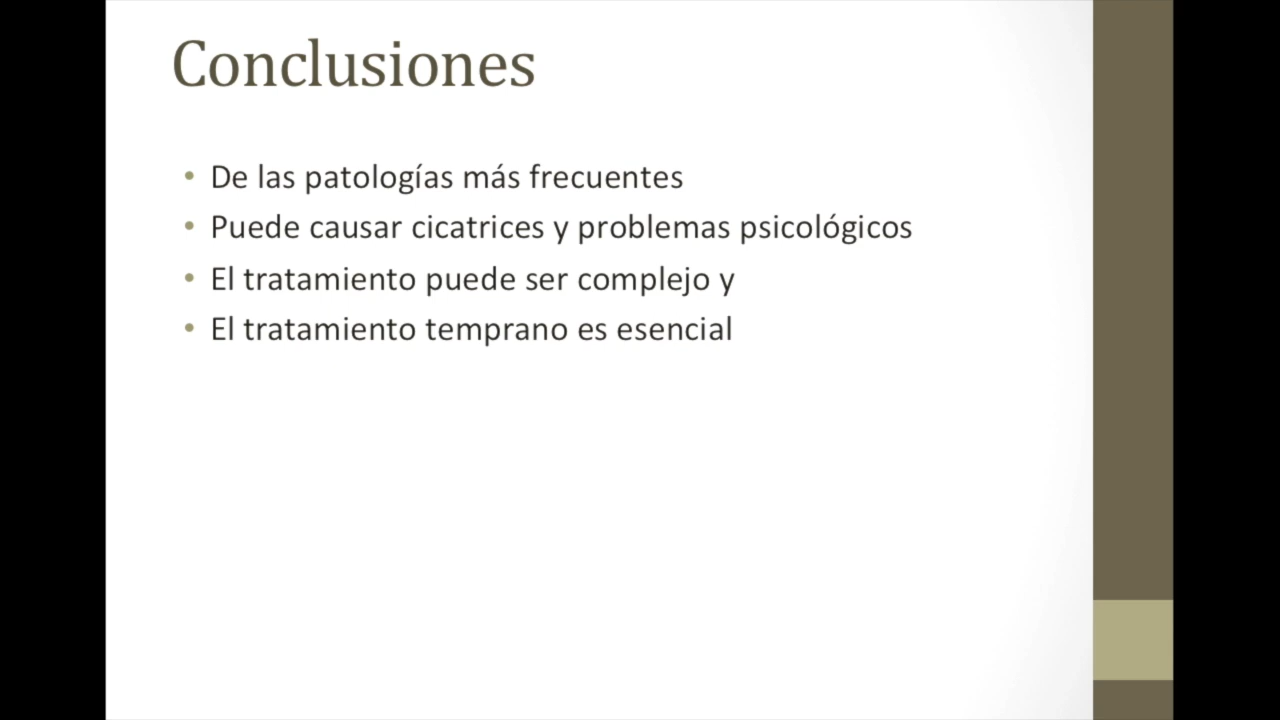 Conclusiones
• De las patologías más frecuentes
• Puede causar cicatrices y problemas psicológicos
• El tratamiento puede ser complejo y
• El tratamiento temprano es esencial